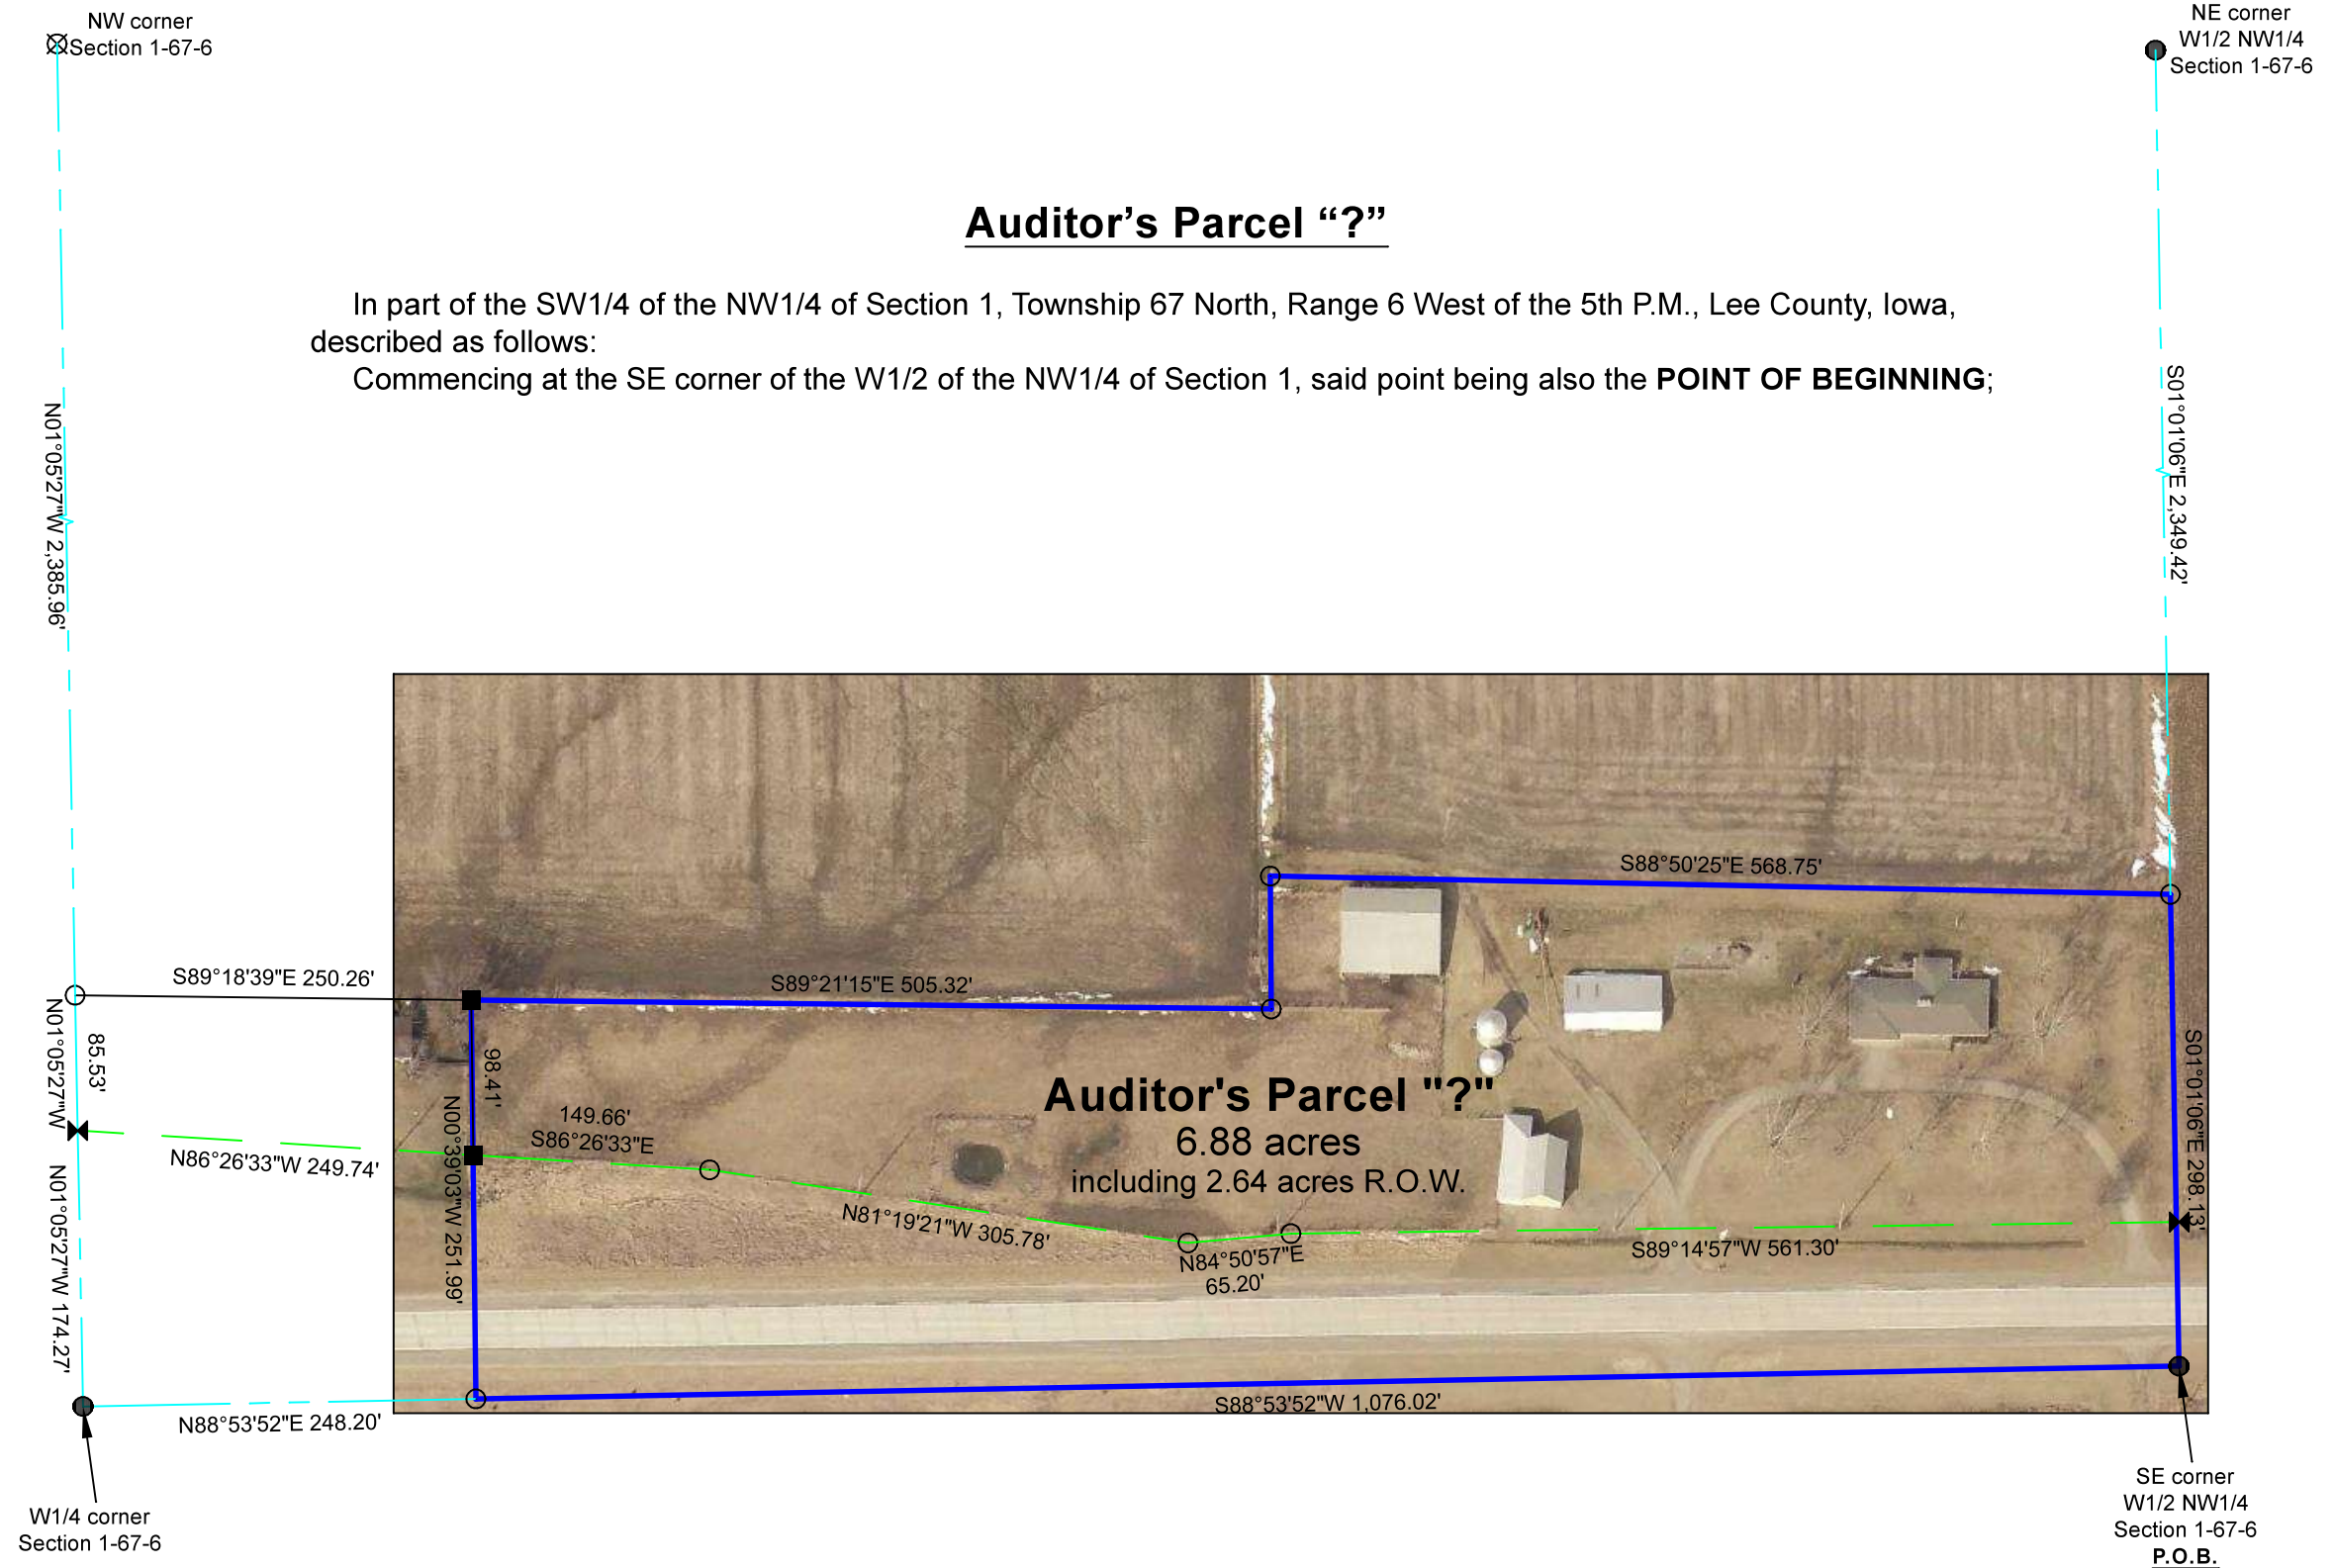 NW corner
Section 1-67-6
NE corner
W1/2 NW1/4
Section 1-67-6
Auditor’s Parcel “?”
In part of the SW1/4 of the NW1/4 of Section 1, Township 67 North, Range 6 West of the 5th P.M., Lee County, Iowa,
described as follows:
Commencing at the SE corner of the W1/2 of the NW1/4 of Section 1, said point being also the POINT OF BEGINNING;
N01°05'27"W 2,385.96'
S01°01'06"E 2,349.42'
S88°50'25"E 568.75'
S89°18'39"E 250.26'
S89°21'15"E 505.32'
N01°05'27"W
85.53'
98.41'
S01°01'06"E 298.13'
Auditor's Parcel "?"
6.88 acres
including 2.64 acres R.O.W.
149.66'
S86°26'33"E
N86°26'33"W 249.74'
N00°39'03"W 251.99'
N81°19'21"W 305.78'
N84°50'57"E
65.20'
S89°14'57"W 561.30'
N01°05'27"W 174.27'
S88°53'52"W 1,076.02'
N88°53'52"E 248.20'
W1/4 corner
Section 1-67-6
SE corner
W1/2 NW1/4
Section 1-67-6
P.O.B.